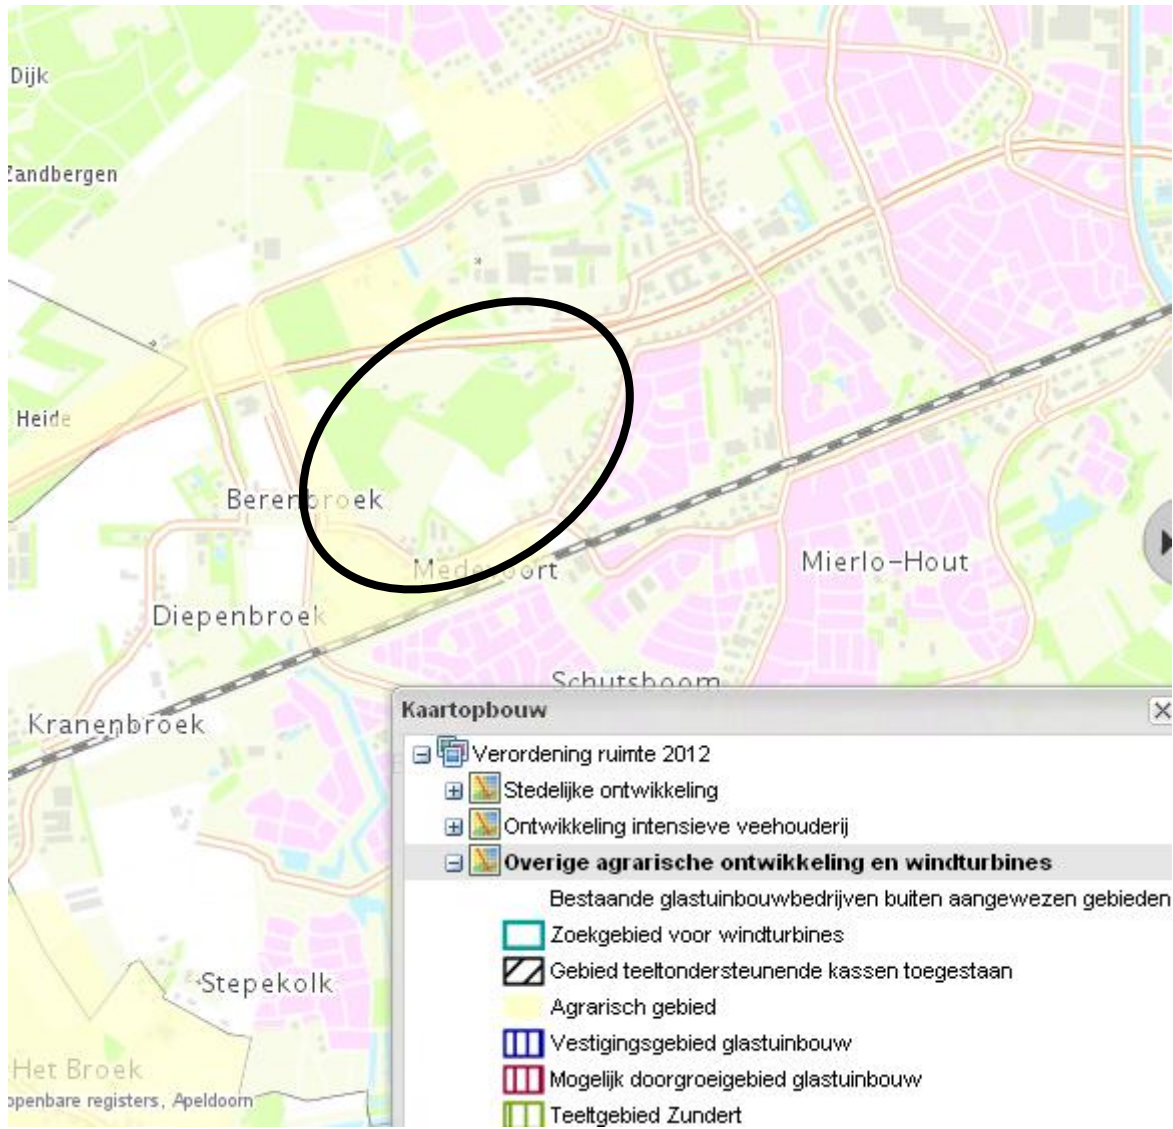 Dijk
Zandbergen
Heide
Berenbroek
Medevoort
Mierlo-Hout
Diepenbroek
Schutsboom
Kranenbroek
Stepekolk
Het Broek
openbare registers, Apeldoorn
Kaartopbouw
Verordening ruimte 2012
Stedelijke ontwikkeling
Ontwikkeling intensieve veehouderij
Overige agrarische ontwikkeling en windturbines
Bestaande glastuinbouwbedrijven buiten aangewezen gebieden
Zoekgebied voor windturbines
Gebied teeltondersteunende kassen toegestaan
Agrarisch gebied
Vestigingsgebied glastuinbouw
Mogelijk doorgroeigebied glastuinbouw
Teeltgebied Zundert